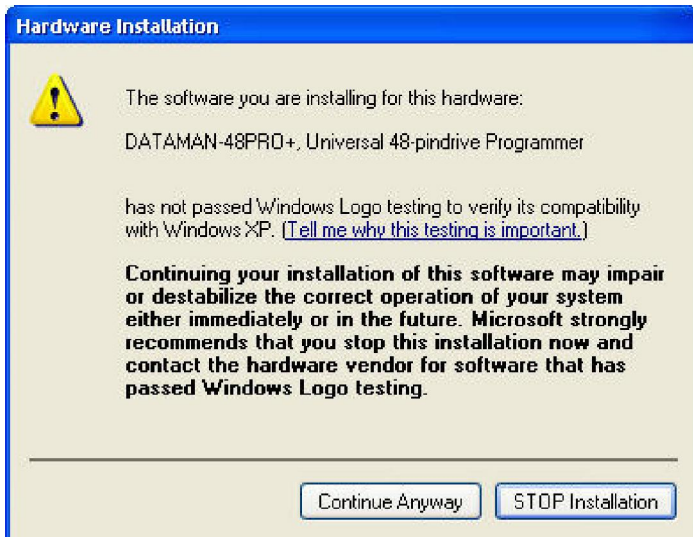 Hardware Installation
The software you are installing for this hardware:
DATAMAN-48PRO+, Universal 48-pindrive Programmer
has not passed Windows Logo testing to verify its compatibility
with Windows XP. (Tell me why this testing is important.)
Continuing your installation of this software may impair
or destabilize the correct operation of your system
either immediately or in the future. Microsoft strongly
recommends that you stop this installation now and
contact the hardware vendor for software that has
passed Windows Logo testing.
Continue Anyway
STOP Installation